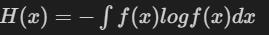 H(x) = − ∫ f(x)logf(x)dx